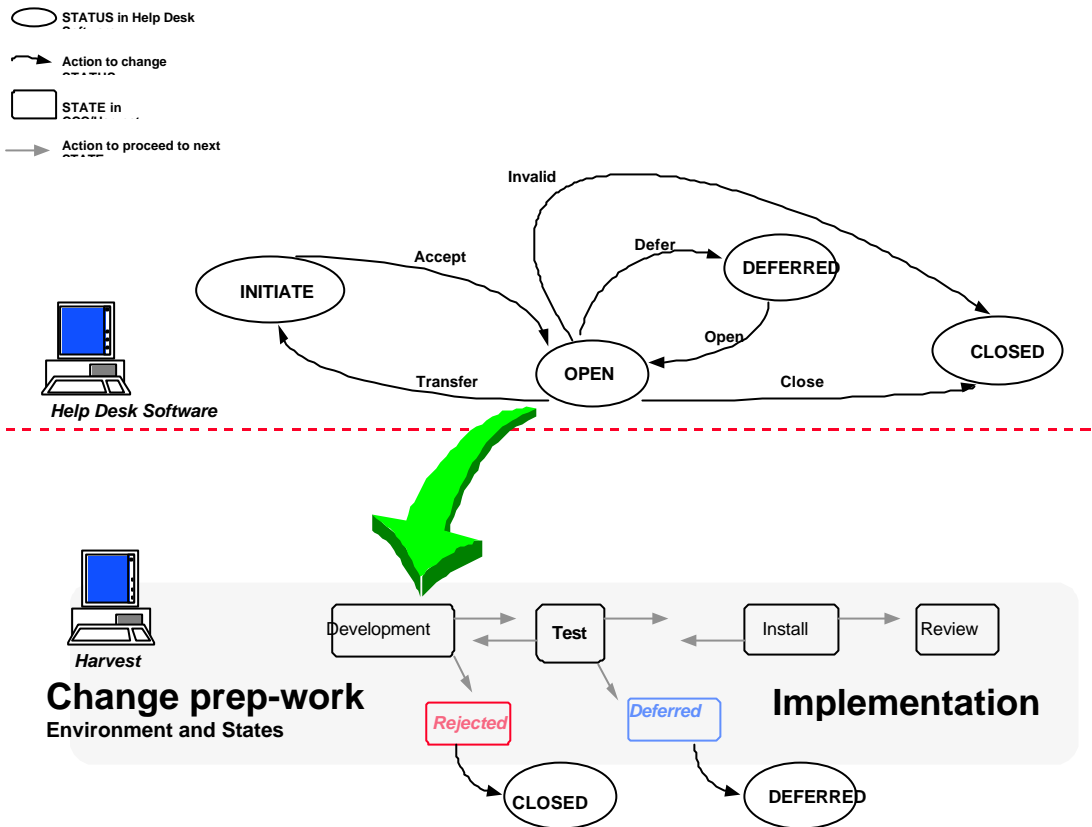 STATUS in Help Desk
Action to change
STATUS
STATE in
Action to proceed to next
STATE
Invalid
Accept
Defer
DEFERRED
INITIATE
Open
CLOSED
OPEN
Transfer
Close
Help Desk Software
Development
Test
Install
Review
Harvest
Change prep-work
Implementation
Environment and States
Rejected
Deferred
CLOSED
DEFERRED